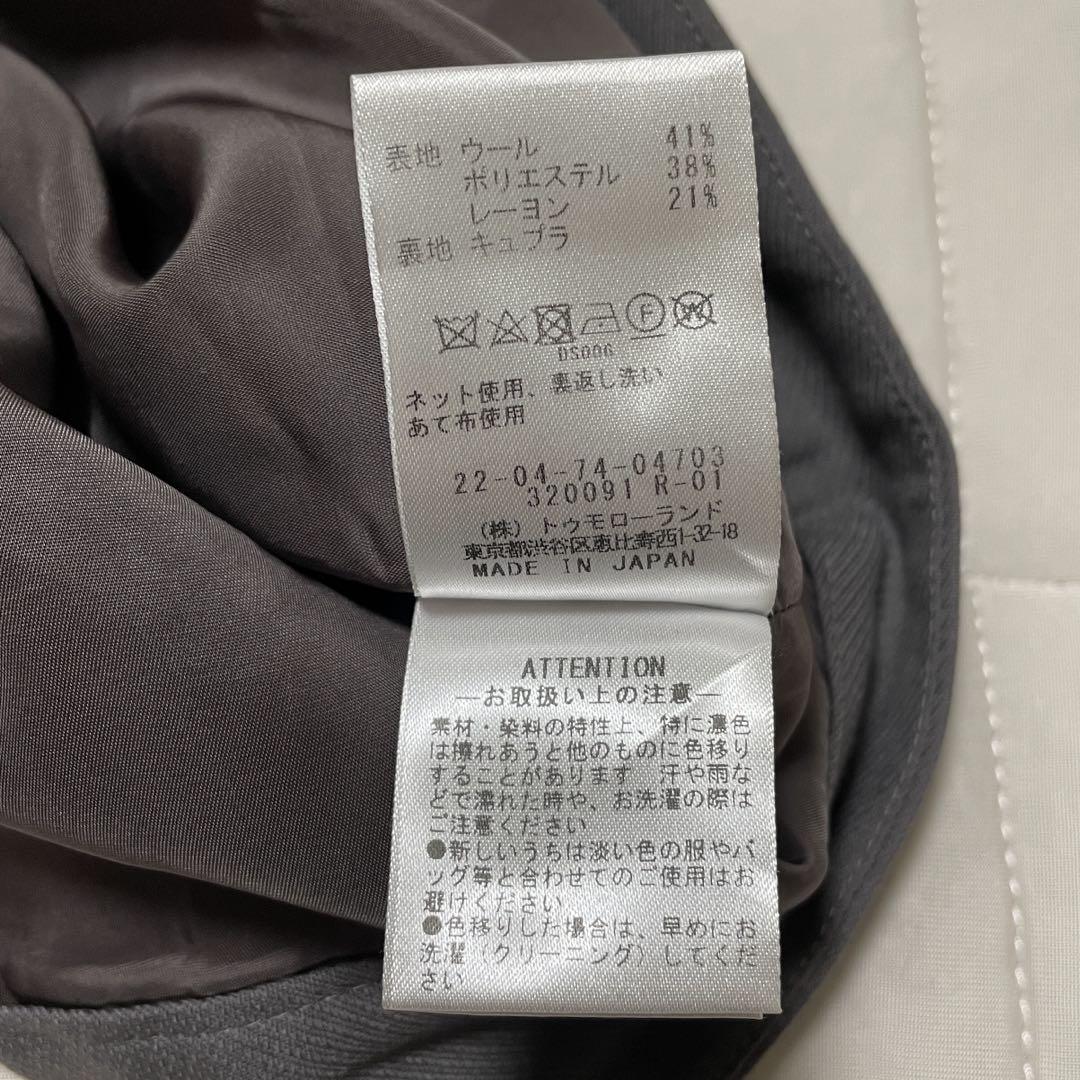 表地 ウール 41%
ポリエステル 38%
レーヨン 21%
裏地 キュプラ
F
W
DS006
ネット使用、裏返し洗い
あて布使用
22-04-74-04703
320091 R-01
(株)トゥモローランド
東京都渋谷区恵比寿西1-32-18
MADE IN JAPAN
ATTENTION
―お取扱い上の注意―
素材・染料の特性上、特に濃色
は擦れあうと他のものに色移り
することがあります 汗や雨な
どで濡れた時や、お洗濯の際は
ご注意ください
●新しいうちは淡い色の服やバ
ッグ等と合わせてのご使用はお
避けください
●色移りした場合は、早めにお
洗濯(クリーニング)してくだ
さい